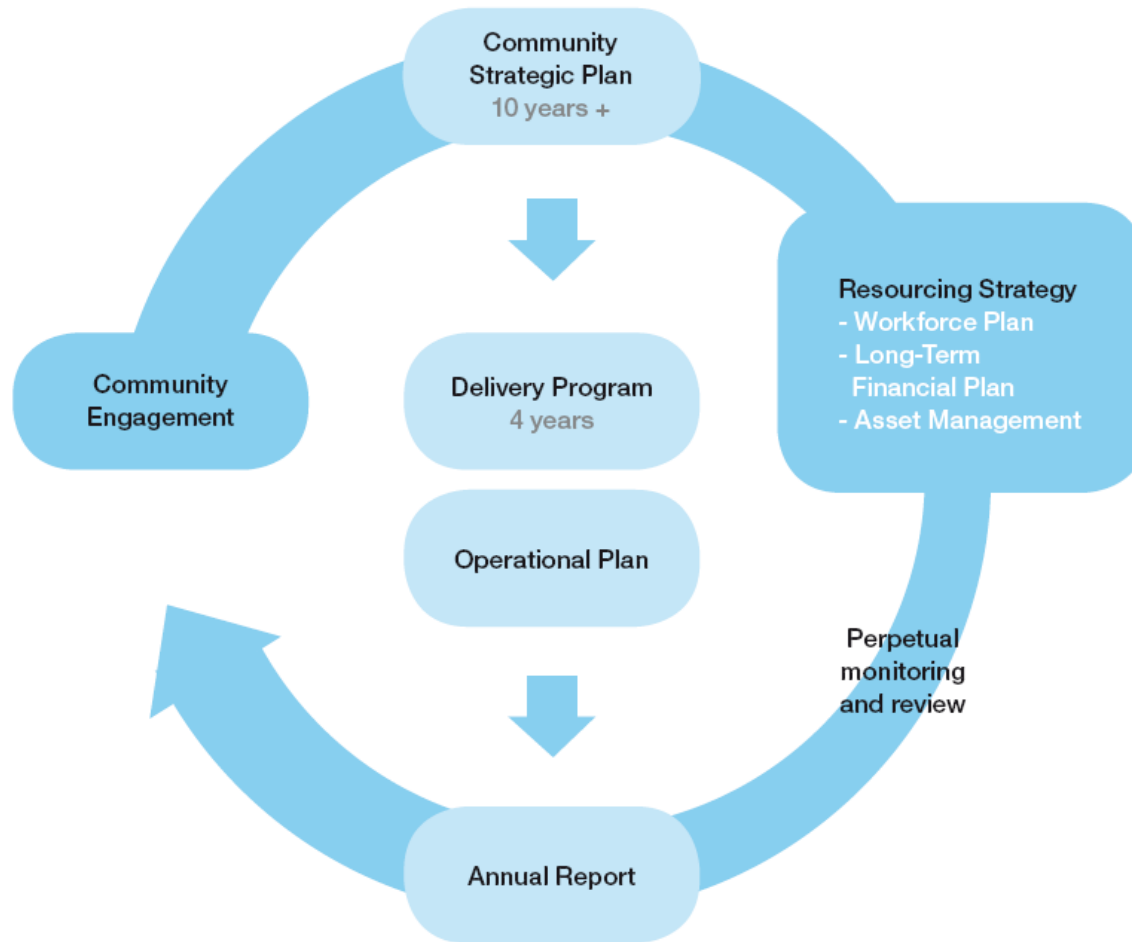 Community
Strategic Plan
10 years +
Resourcing Strategy
- Workforce Plan
- Long-Term
Financial Plan
- Asset Management
Community
Engagement
Delivery Program
4 years
Operational Plan
Perpetual
monitoring
and review
Annual Report